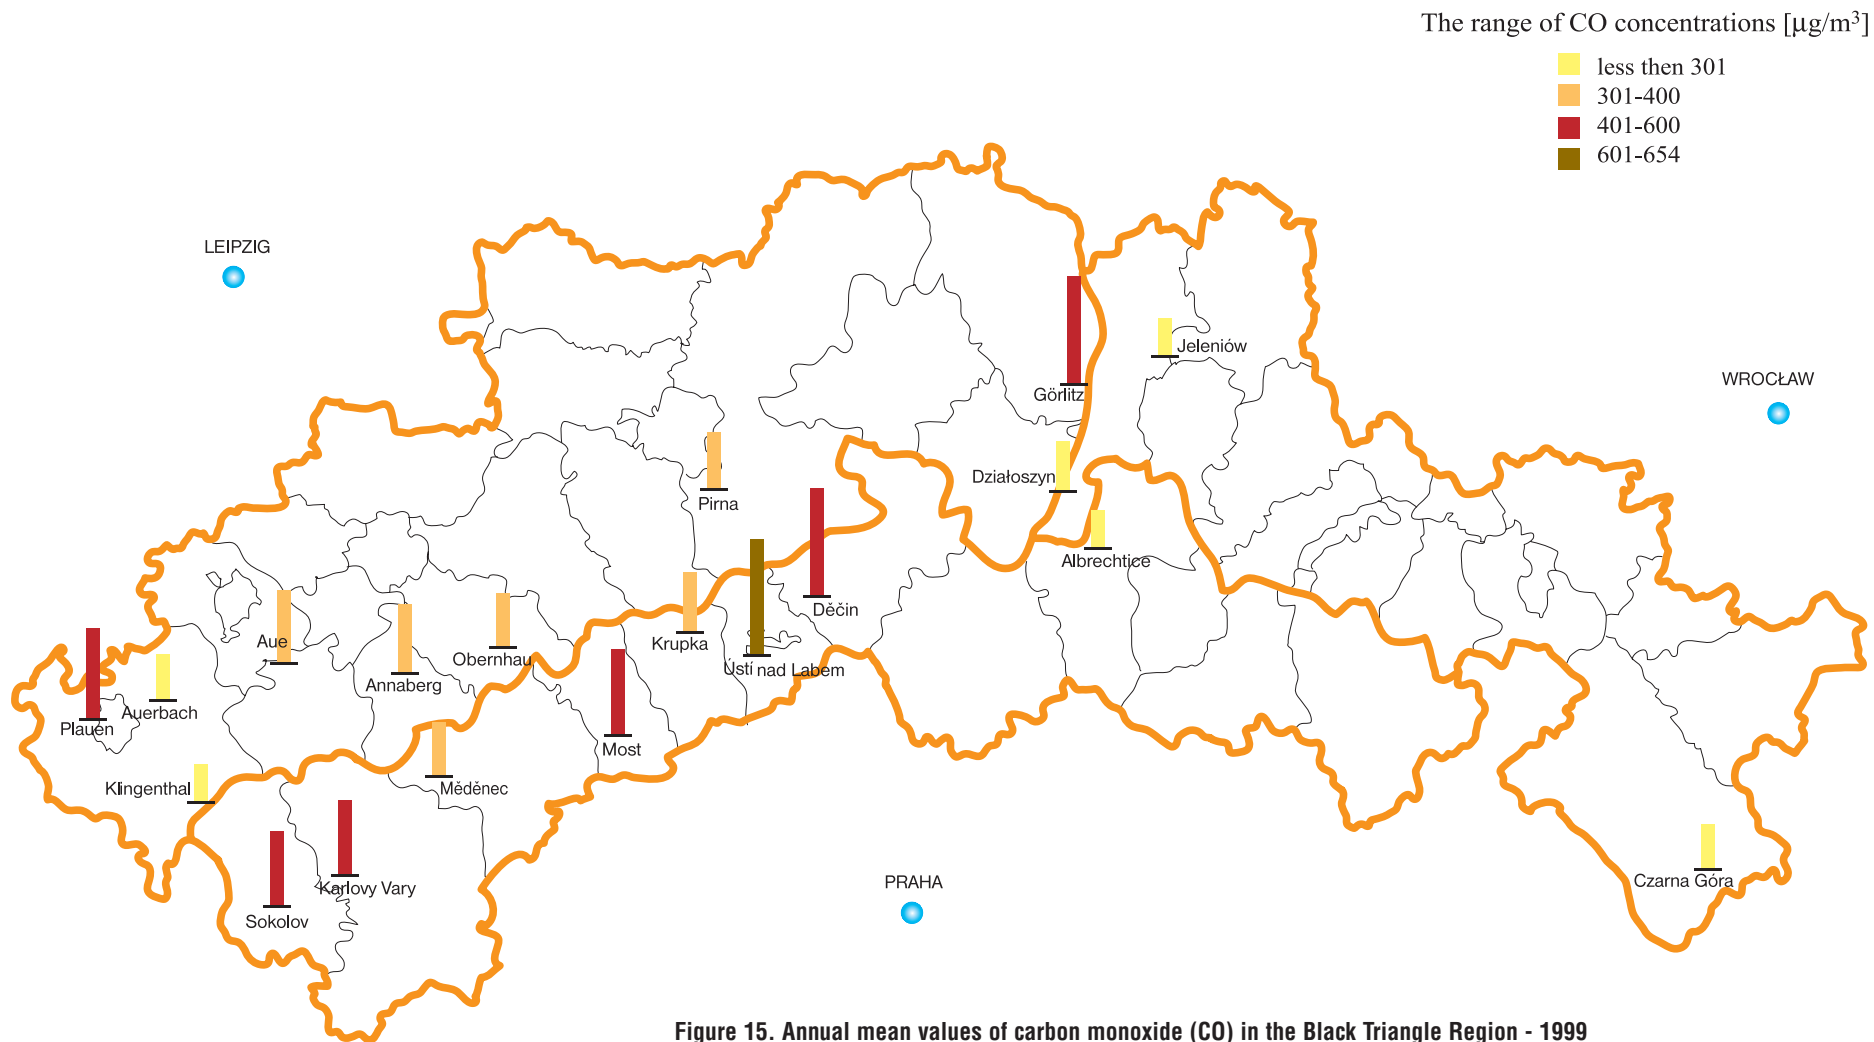 The range of CO concentrations [µg/m³]
less then 301
301-400
401-600
601-654
LEIPZIG
WROCŁAW
PRAHA
Jeleniów
Görlitz
Działoszyn
Pirna
Albrechtice
Děčin
Krupka
Ústí nad Labem
Aue
Obernhau
Annaberg
Auerbach
Plauen
Most
Klingenthal
Měděnec
Karlovy Vary
Sokolov
Czarna Góra
Figure 15. Annual mean values of carbon monoxide (CO) in the Black Triangle Region - 1999